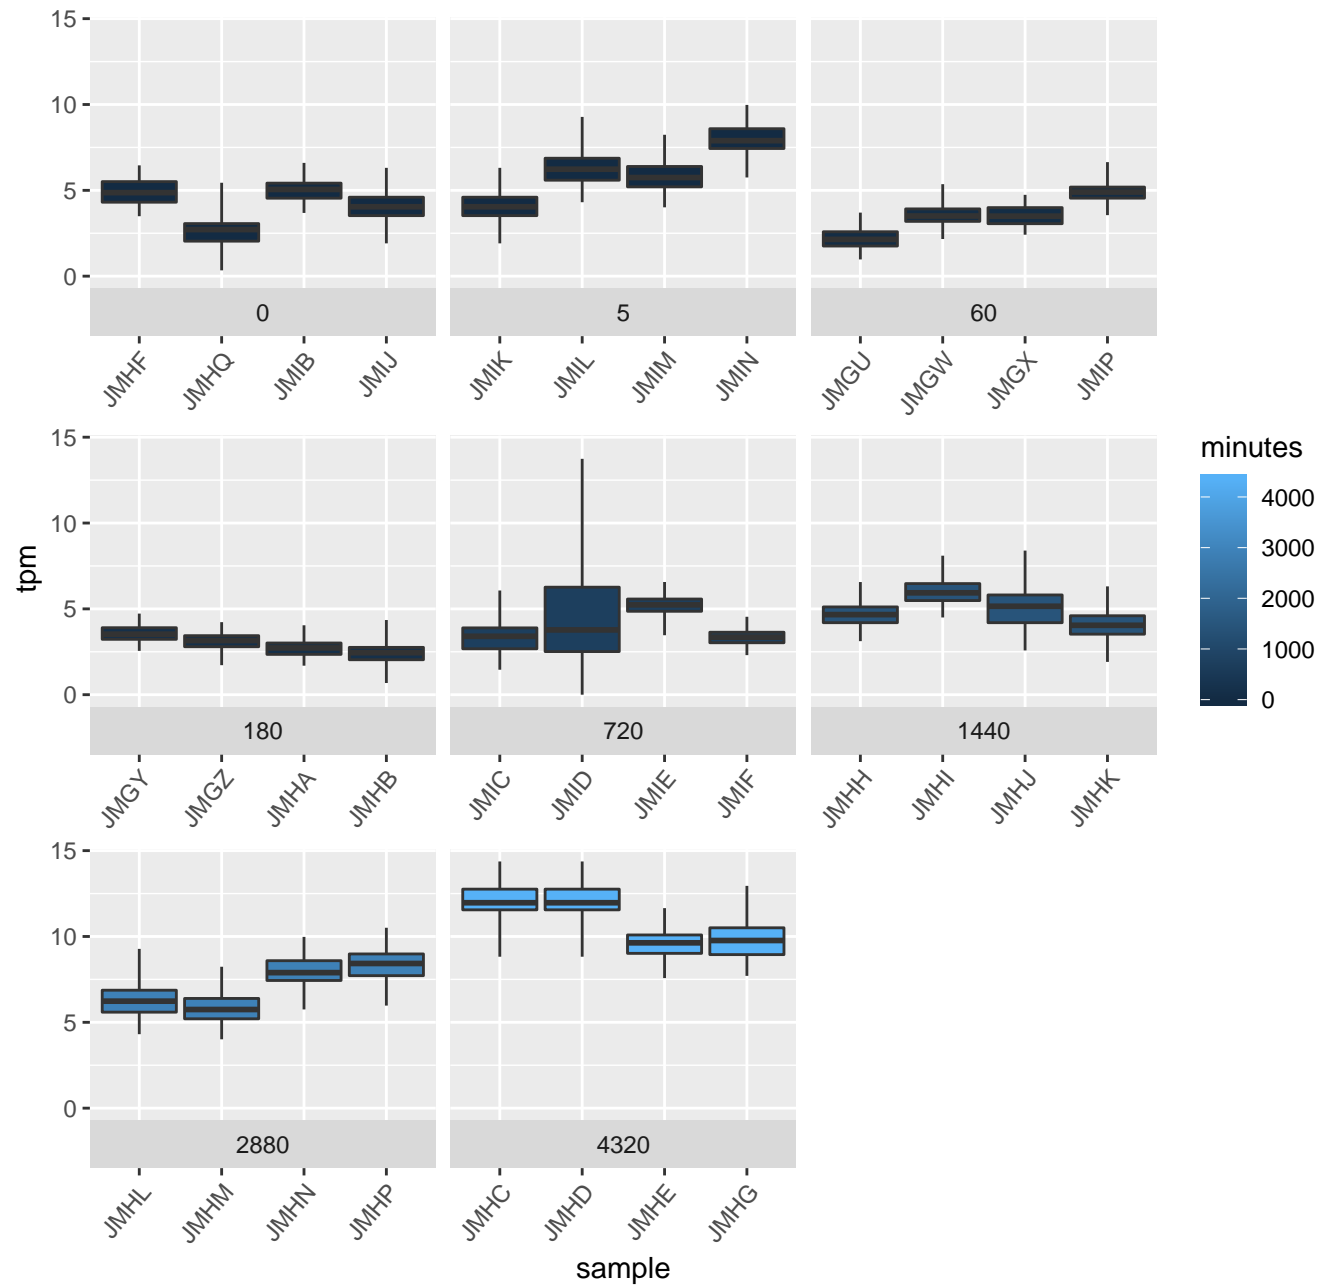 15
10
5
0
0
5
60
JMHF JMHQ JMIB JMIJ
JMIK JMIL JMIM JMIN
JMGU JMGW JMGX JMIP
tpm
15
10
5
0
180
720
1440
JMGY JMGZ JMHA JMHB
JMIC JMID JMIE JMIF
JMHH JMHI JMHJ JMHK
15
10
5
0
2880
4320
JMHL JMHM JMHN JMHP
JMHC JMHD JMHE JMHG
sample
minutes
4000
3000
2000
1000
0